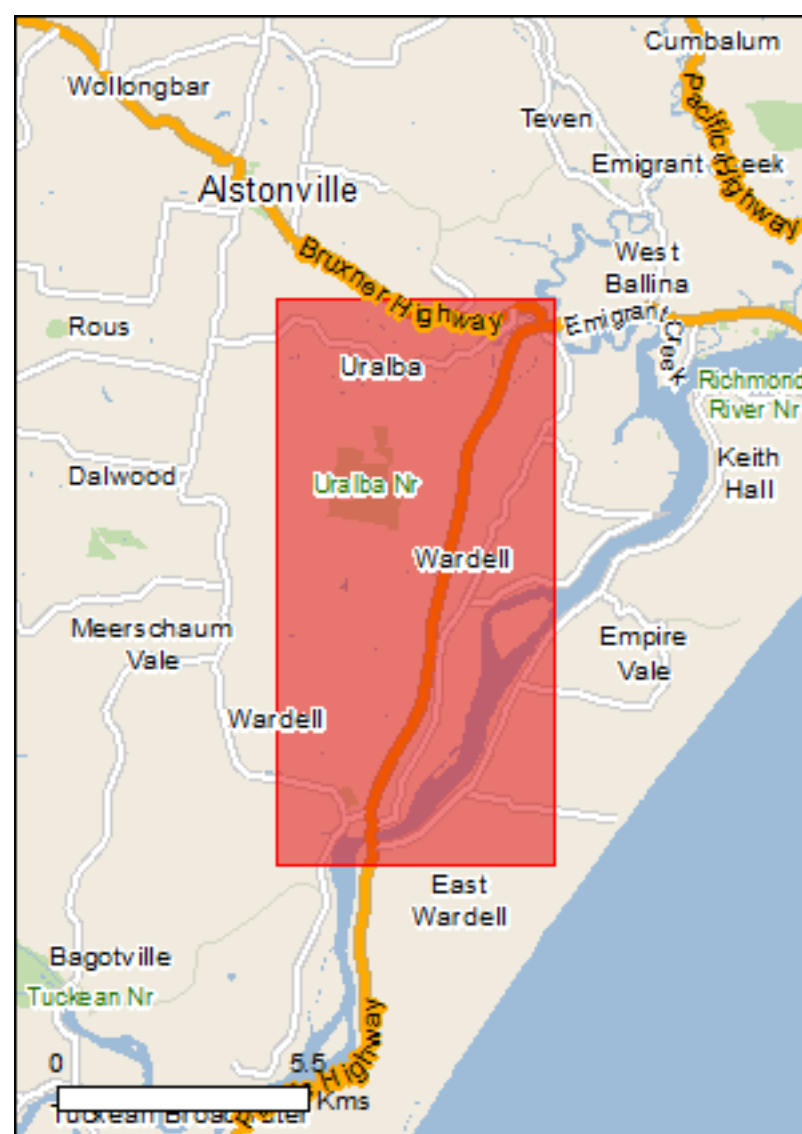 Cumbalum
Wollongbar
Pacific Highway
Teven
Emigrant Creek
Alstonville
West
Ballina
Bruxner Highway
Emigrant Creek
Rous
Uralba
Richmond
River Nr
Keith
Hall
Dalwood
Uralba Nr
Wardell
Meerschaum
Vale
Empire
Vale
Wardell
East
Wardell
Bagotville
Tuckean Nr
Highway
0
5.5
Kms
Tuckean